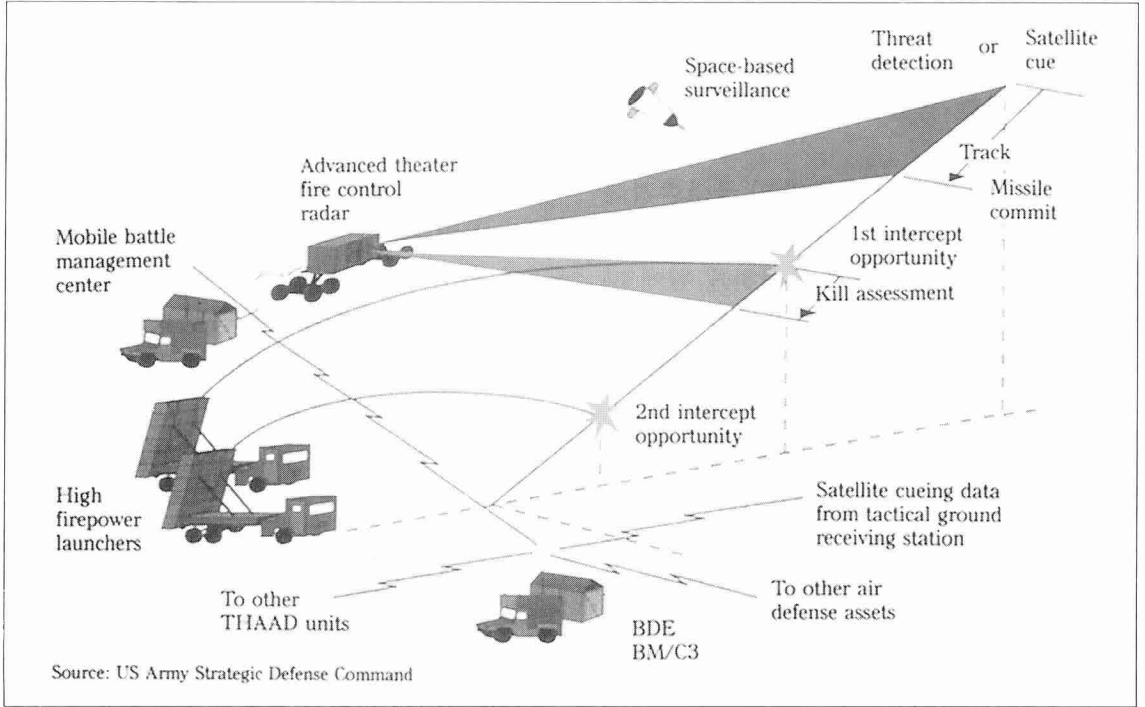 Threat
detection
or
Satellite
cue
Space-based
surveillance
Track
Missile
commit
Advanced theater
fire control
radar
Mobile battle
management
center
1st intercept
opportunity
Kill assessment
2nd intercept
opportunity
High
firepower
launchers
Satellite cueing data
from tactical ground
receiving station
To other
THAAD units
To other air
defense assets
BDE
BM/C3
Source: US Army Strategic Defense Command